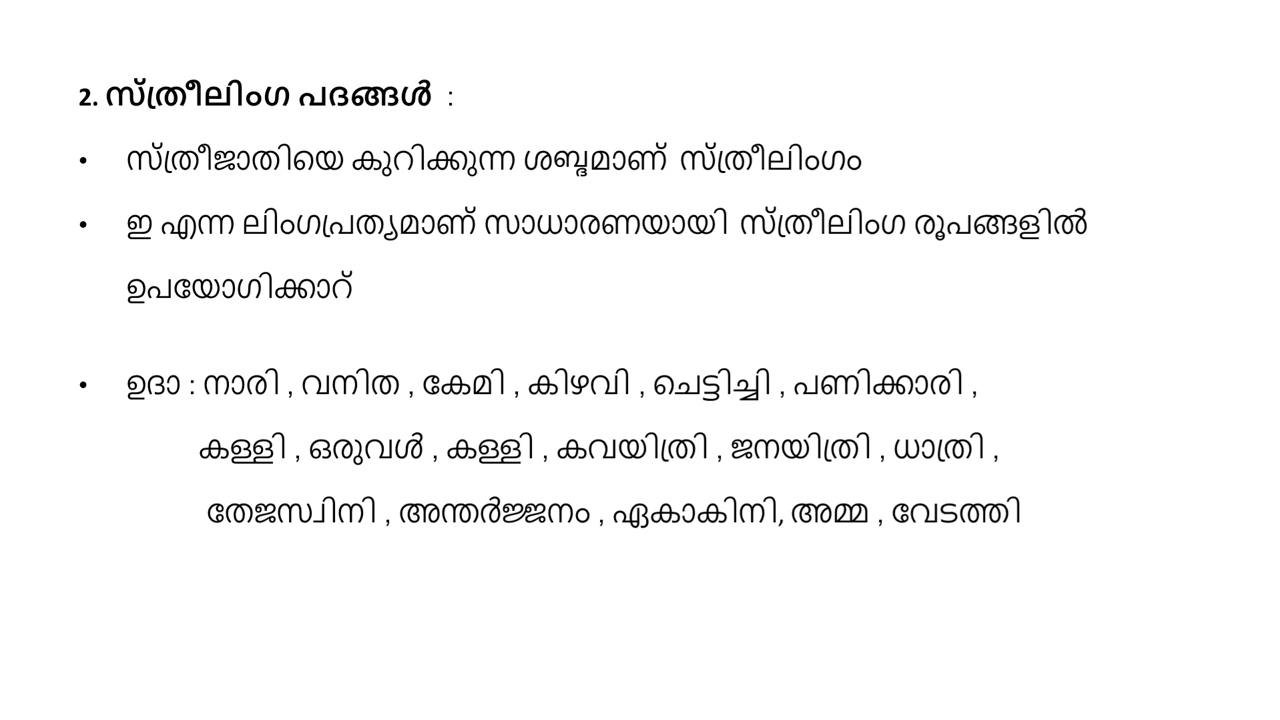 2. സ്ത്രീലിംഗ പദങ്ങൾ :
• സ്ത്രീജാതിയെ കുറിക്കുന്ന ശബ്ദമാണ് സ്ത്രീലിംഗം
• ഇ എന്ന ലിംഗപ്രത്യമാണ് സാധാരണയായി സ്ത്രീലിംഗ രൂപങ്ങളിൽ
ഉപയോഗിക്കാറ്
• ഉദാ : നാരി , വനിത , കേമി , കിഴവി , ചെട്ടിച്ചി , പണിക്കാരി ,
കള്ളി , ഒരുവൾ , കള്ളി , കവയിത്രി , ജനയിത്രി , ധാത്രി ,
തേജസ്വിനി , അന്തർജ്ജനം , ഏകാകിനി, അമ്മ , വേടത്തി